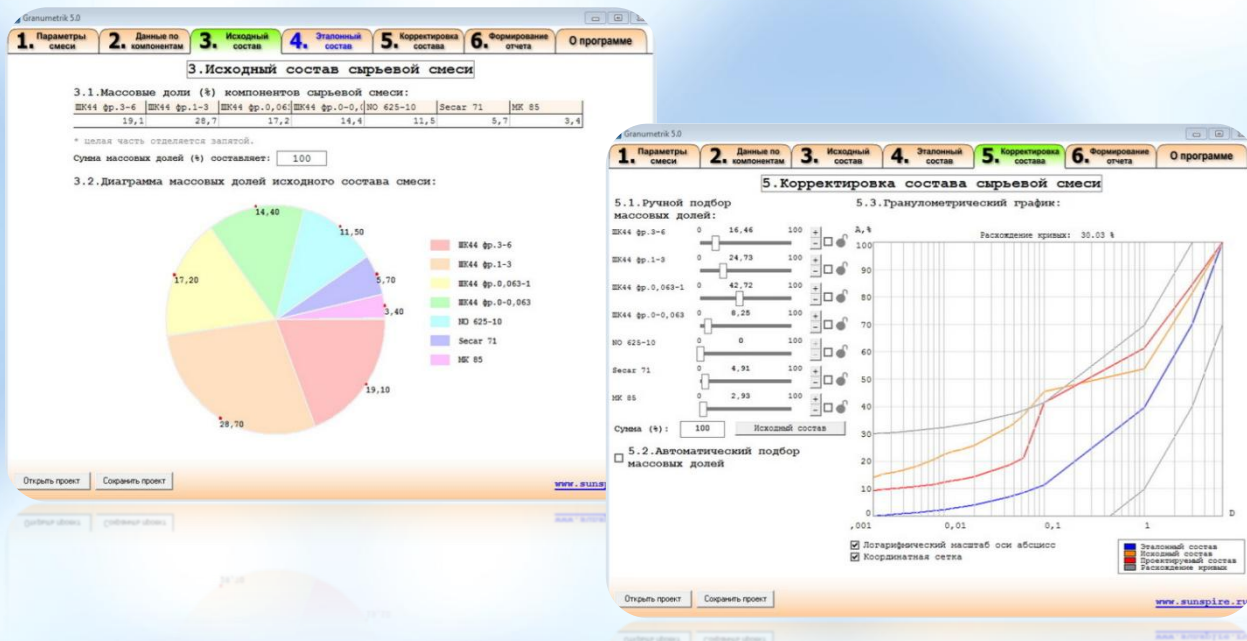 Granumetrik 5.0
1. Параметры смеси
2. Данные по компонентам
3. Исходный состав
4. Эталонный состав
5. Корректировка состава
6. Формирование отчета
О программе
3.Исходный состав сырьевой смеси
3.1.Массовые доли (%) компонентов сырьевой смеси:
ШК44 фр.3-6 ШК44 фр.1-3 ШК44 фр.0,063 ШК44 фр.0-0,0 NO 625-10 Secar 71 МК 85
19,1 28,7 17,2 14,4 11,5 5,7 3,4
* целая часть отделяется запятой.
Сумма массовых долей (%) составляет: 100
3.2.Диаграмма массовых долей исходного состава смеси:
14,40
11,50
17,20
5,70
3,40
19,10
28,70
ШК44 фр.3-6
ШК44 фр.1-3
ШК44 фр.0,063-1
ШК44 фр.0-0,063
NO 625-10
Secar 71
МК 85
Открыть проект Сохранить проект
www.suns
Granumetrik 5.0
1. Параметры смеси
2. Данные по компонентам
3. Исходный состав
4. Эталонный состав
5. Корректировка состава
6. Формирование отчета
О программе
5.Корректировка состава сырьевой смеси
5.1.Ручной подбор
массовых долей:
ШК44 фр.3-6 0 16,46 100 + -
ШК44 фр.1-3 0 24,73 100 + -
ШК44 фр.0,063-1 0 42,72 100 + -
ШК44 фр.0-0,063 0 8,25 100 + -
NO 625-10 0 0 100 + -
Secar 71 0 4,91 100 + -
МК 85 0 2,93 100 + -
Сумма (%): 100 Исходный состав
5.2.Автоматический подбор
массовых долей
5.3.Гранулометрический график:
А,%
Расхождение кривых: 30.03 %
100
90
80
70
60
50
40
30
20
10
0
D
,001 0,01 0,1 1
Логарифмический масштаб оси абсцисс
Координатная сетка
Эталонный состав
Исходный состав
Проектируемый состав
Расхождение кривых
Открыть проект Сохранить проект
www.sunspire.ru